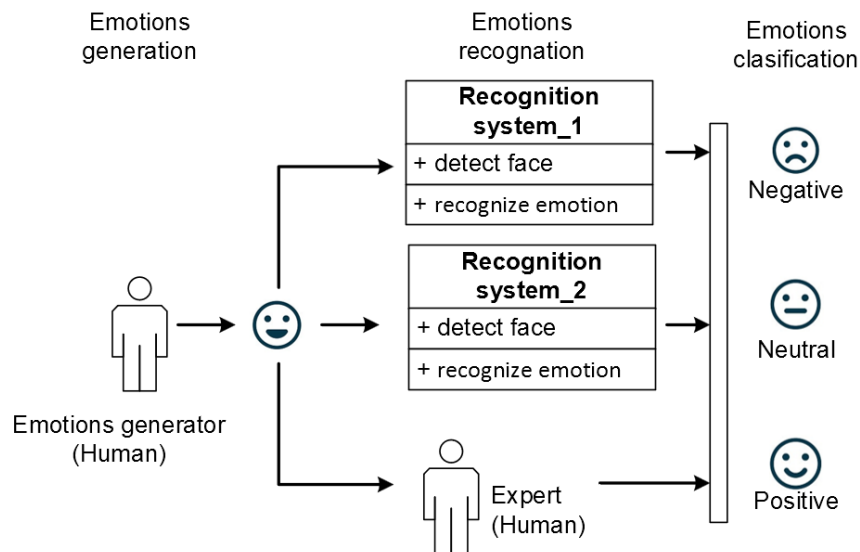 Emotions
generation
Emotions
recognation
Emotions
clasification
Recognition
system_1
+ detect face
+ recognize emotion
Negative
Recognition
system_2
+ detect face
+ recognize emotion
Neutral
Emotions generator
(Human)
Expert
(Human)
Positive